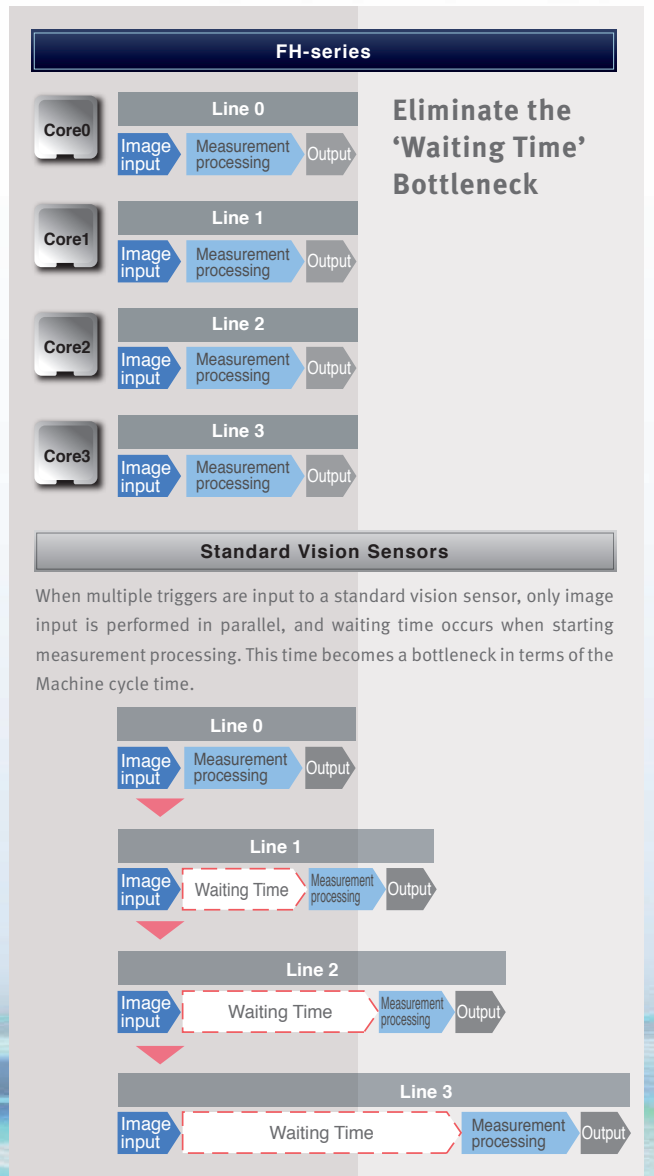 FH-series
Core0
Line 0
Image
input
Measurement
processing
Output
Eliminate the
‘Waiting Time’
Bottleneck
Core1
Line 1
Image
input
Measurement
processing
Output
Core2
Line 2
Image
input
Measurement
processing
Output
Core3
Line 3
Image
input
Measurement
processing
Output
Standard Vision Sensors
When multiple triggers are input to a standard vision sensor, only image
input is performed in parallel, and waiting time occurs when starting
measurement processing. This time becomes a bottleneck in terms of the
Machine cycle time.
Line 0
Image
input
Measurement
processing
Output
Line 1
Image
input
Waiting Time
Measurement
processing
Output
Line 2
Image
input
Waiting Time
Measurement
processing
Output
Line 3
Image
input
Waiting Time
Measurement
processing
Output